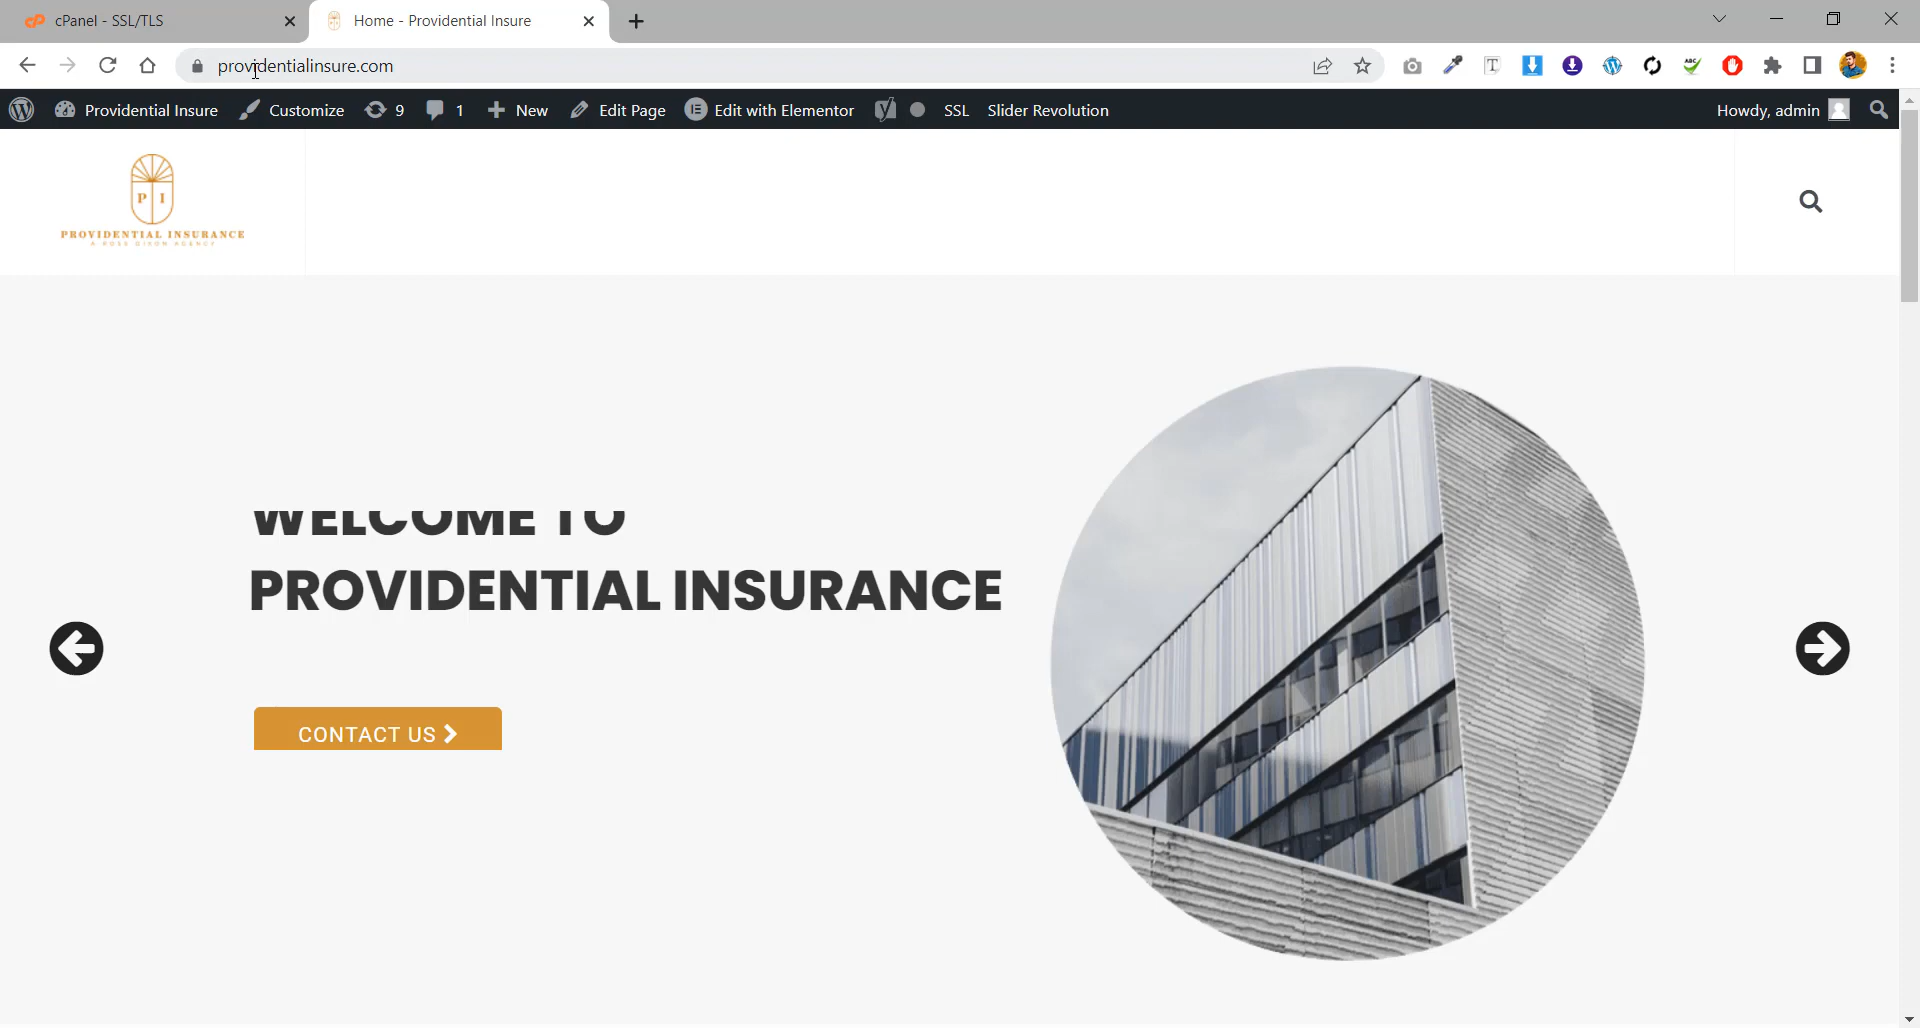 cPanel - SSL/TLS
Home - Providential Insure
providentialinsure.com
Providential Insure Customize 9 1 New Edit Page Edit with Elementor SSL Slider Revolution Howdy, admin
P I
PROVIDENTIAL INSURANCE
WELCOME TO
PROVIDENTIAL INSURANCE
CONTACT US